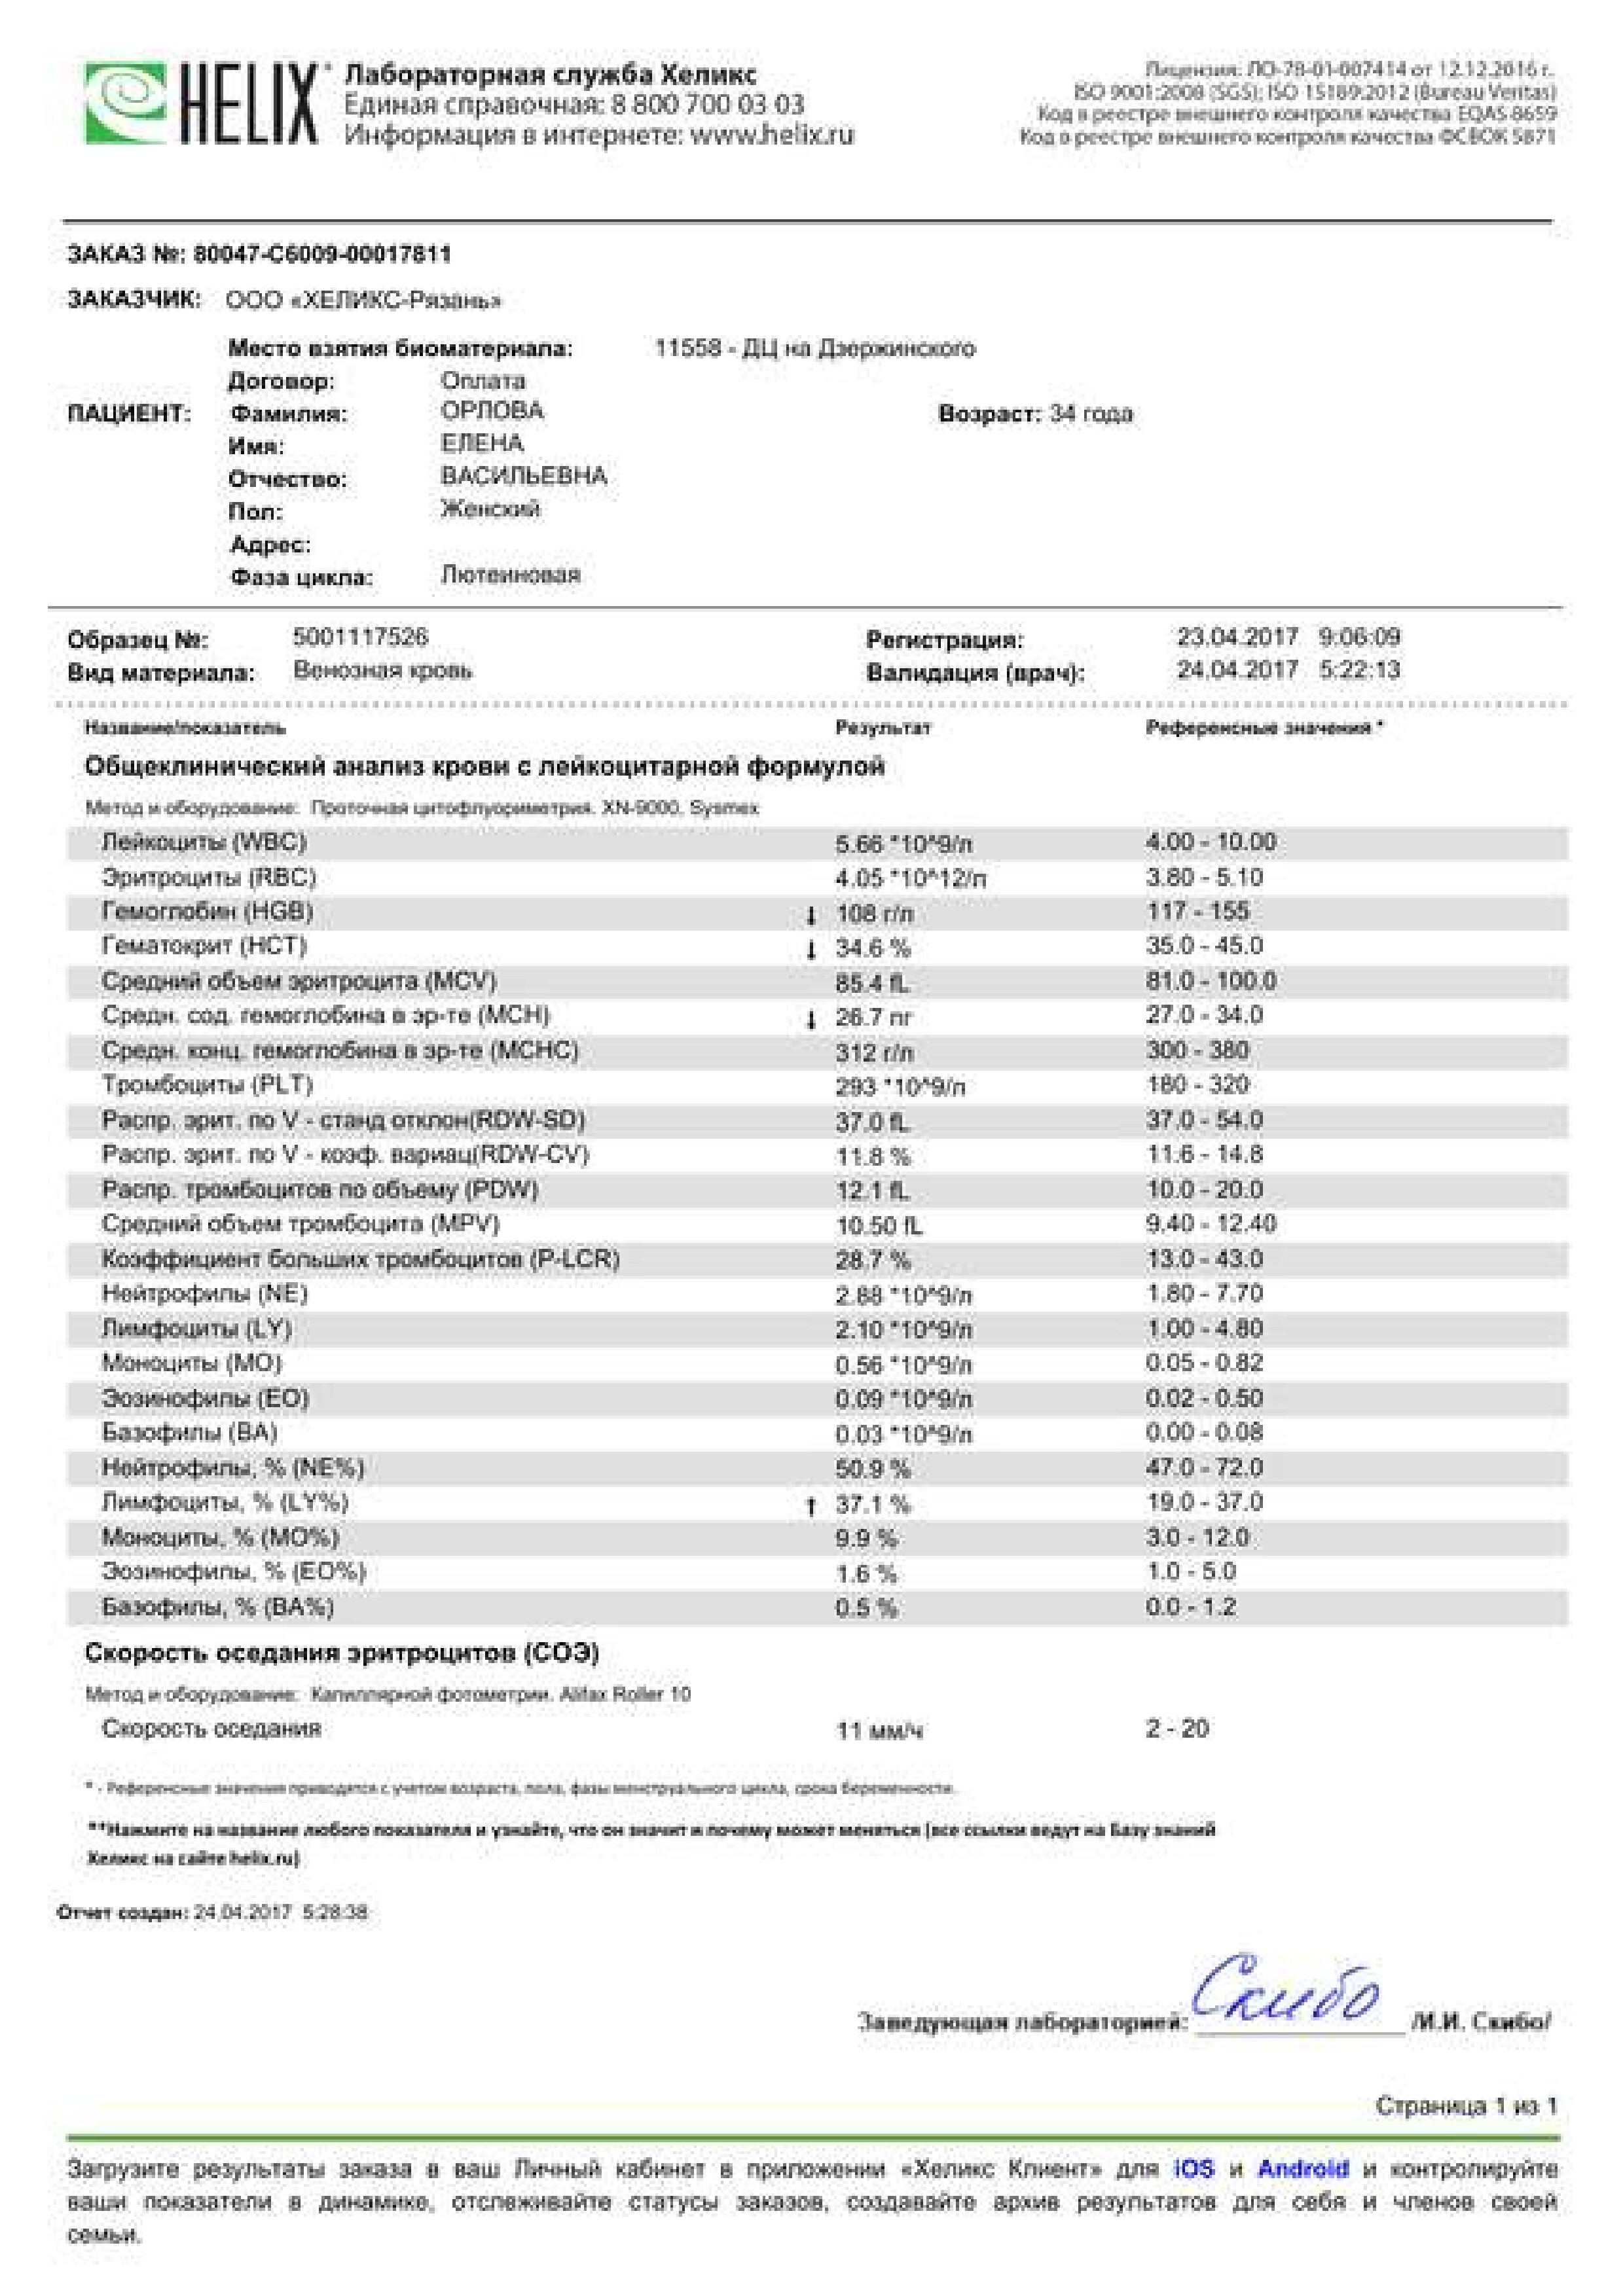 HELIX
Лабораторная служба Хеликс
Единая справочная: 8 800 700 03 03
Информация в интернете: www.helix.ru
Лицензия: ЛО-78-01-007414 от 12.12.2016 г.
ISO 9001:2008 (SGS); ISO 15189:2012 (Bureau Veritas)
Код в реестре внешнего контроля качества EQAS 8659
Код в реестре внешнего контроля качества ФСВОК 5871
ЗАКАЗ №: 80047-C6009-00017811
ЗАКАЗЧИК: ООО «ХЕЛИКС-Рязань»
Место взятия биоматериала: 11558 - ДЦ на Дзержинского
Договор: Оплата
ПАЦИЕНТ: Фамилия: ОРЛОВА Возраст: 34 года
Имя: ЕЛЕНА
Отчество: ВАСИЛЬЕВНА
Пол: Женский
Адрес:
Фаза цикла: Лютеиновая
Образец №: 5001117526 Регистрация: 23.04.2017 9:06:09
Вид материала: Венозная кровь Валидация (врач): 24.04.2017 5:22:13
Название/показатель Результат Референсные значения *
Общеклинический анализ крови с лейкоцитарной формулой
Метод и оборудование: Проточная цитофлуориметрия. XN-9000, Sysmex
Лейкоциты (WBC) 5.66 *10^9/л 4.00 - 10.00
Эритроциты (RBC) 4.05 *10^12/л 3.80 - 5.10
Гемоглобин (HGB) ↓ 108 г/л 117 - 155
Гематокрит (HCT) ↓ 34.6 % 35.0 - 45.0
Средний объем эритроцита (MCV) 85.4 fL 81.0 - 100.0
Средн. сод. гемоглобина в эр-те (MCH) ↓ 26.7 пг 27.0 - 34.0
Средн. конц. гемоглобина в эр-те (MCHC) 312 г/л 300 - 380
Тромбоциты (PLT) 293 *10^9/л 180 - 320
Распр. эрит. по V - станд отклон(RDW-SD) 37.0 fL 37.0 - 54.0
Распр. эрит. по V - коэф. вариац(RDW-CV) 11.8 % 11.6 - 14.8
Распр. тромбоцитов по объему (PDW) 12.1 fL 10.0 - 20.0
Средний объем тромбоцита (MPV) 10.50 fL 9.40 - 12.40
Коэффициент больших тромбоцитов (P-LCR) 28.7 % 13.0 - 43.0
Нейтрофилы (NE) 2.88 *10^9/л 1.80 - 7.70
Лимфоциты (LY) 2.10 *10^9/л 1.00 - 4.80
Моноциты (MO) 0.56 *10^9/л 0.05 - 0.82
Эозинофилы (EO) 0.09 *10^9/л 0.02 - 0.50
Базофилы (BA) 0.03 *10^9/л 0.00 - 0.08
Нейтрофилы, % (NE%) 50.9 % 47.0 - 72.0
Лимфоциты, % (LY%) ↑ 37.1 % 19.0 - 37.0
Моноциты, % (MO%) 9.9 % 3.0 - 12.0
Эозинофилы, % (EO%) 1.6 % 1.0 - 5.0
Базофилы, % (BA%) 0.5 % 0.0 - 1.2
Скорость оседания эритроцитов (СОЭ)
Метод и оборудование: Капиллярной фотометрии. Alifax Roller 10
Скорость оседания 11 мм/ч 2 - 20
* - Референсные значения приводятся с учетом возраста, пола, фазы менструального цикла, срока беременности.
**Нажмите на название любого показателя и узнайте, что он значит и почему может меняться (все ссылки ведут на Базу знаний
Хеликс на сайте helix.ru)
Отчет создан: 24.04.2017 5:28:38
Заведующая лабораторией: Скибо /И.И. Скибо/
Страница 1 из 1
Загрузите результаты заказа в ваш Личный кабинет в приложении «Хеликс Клиент» для iOS и Android и контролируйте
ваши показатели в динамике, отслеживайте статусы заказов, создавайте архив результатов для себя и членов своей
семьи.